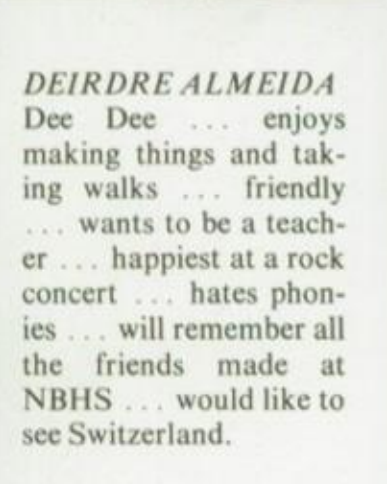 DEIRDRE ALMEIDA
Dee Dee ... enjoys
making things and tak-
ing walks ... friendly
... wants to be a teach-
er ... happiest at a rock
concert ... hates phon-
ies ... will remember all
the friends made at
NBHS ... would like to
see Switzerland.